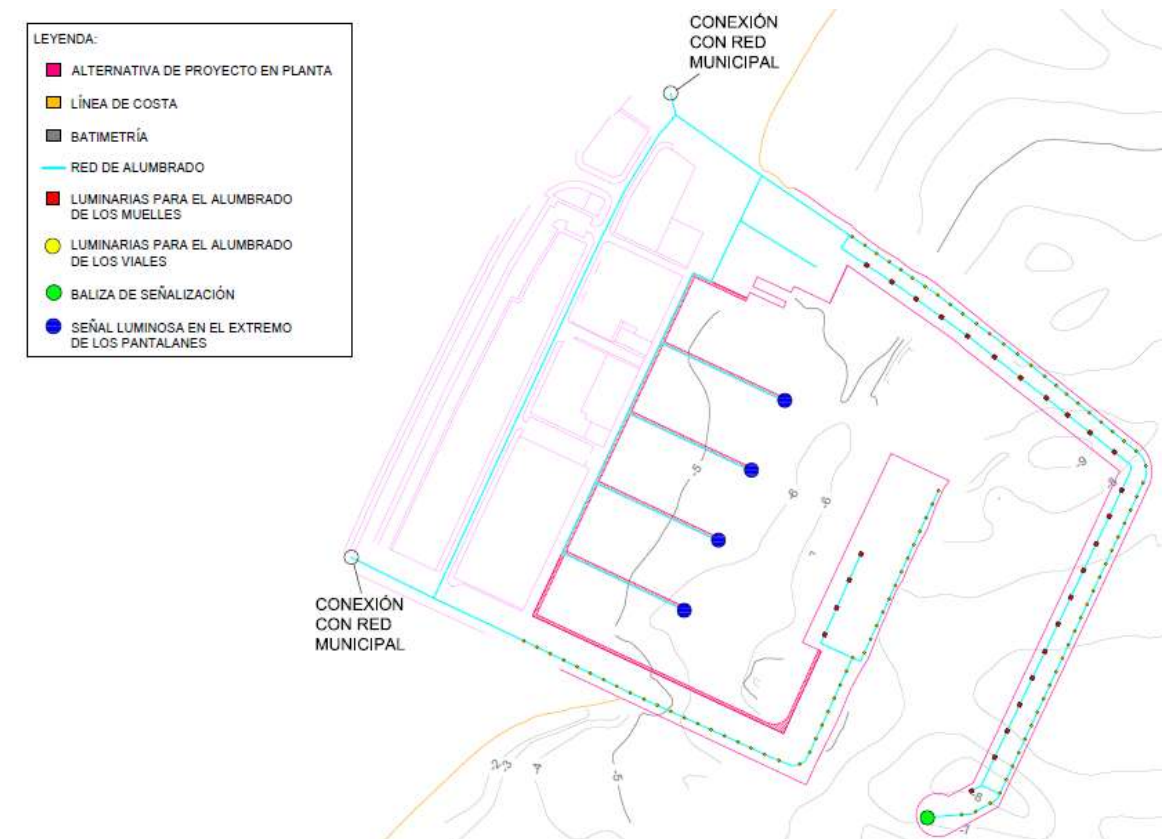 LEYENDA:
ALTERNATIVA DE PROYECTO EN PLANTA
LÍNEA DE COSTA
BATIMETRÍA
RED DE ALUMBRADO
LUMINARIAS PARA EL ALUMBRADO
DE LOS MUELLES
LUMINARIAS PARA EL ALUMBRADO
DE LOS VIALES
BALIZA DE SEÑALIZACIÓN
SEÑAL LUMINOSA EN EL EXTREMO
DE LOS PANTALANES
CONEXIÓN
CON RED
MUNICIPAL
CONEXIÓN
CON RED
MUNICIPAL
-5
-6
-6
-9
-8
-2
-3
-4
-5
-8
-7